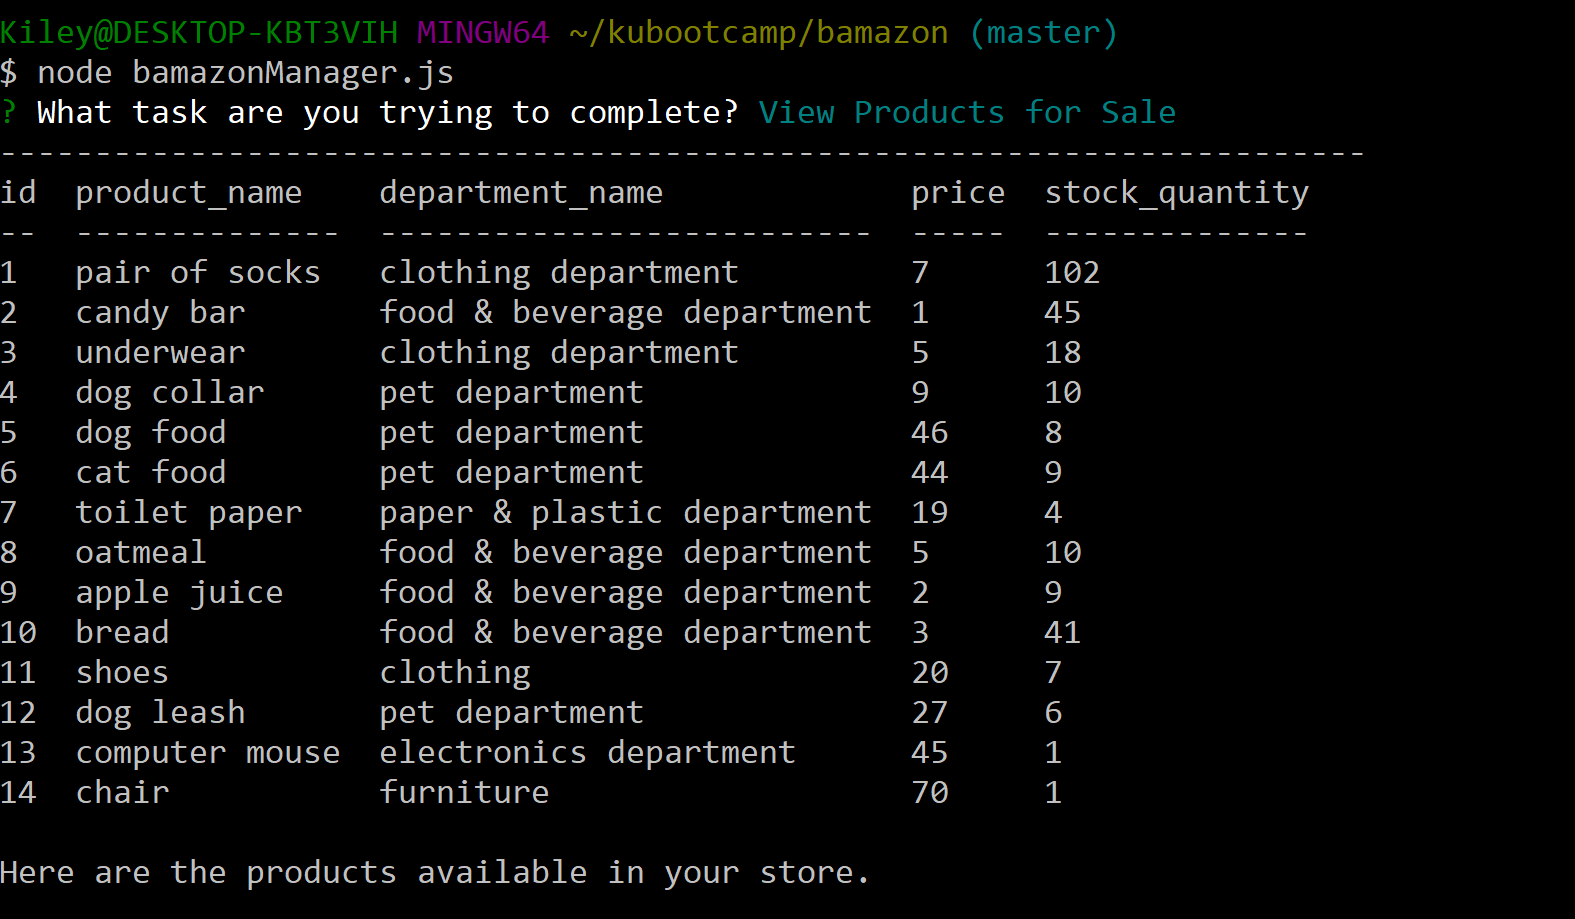 Kiley@DESKTOP-KBT3VIH MINGW64 ~/kubootcamp/bamazon (master)
$ node bamazonManager.js
? What task are you trying to complete? View Products for Sale
------------------------------------------------------------------------
id  product_name    department_name             price  stock_quantity
--  --------------  --------------------------  -----  --------------
1   pair of socks   clothing department         7      102
2   candy bar       food & beverage department  1      45
3   underwear       clothing department         5      18
4   dog collar      pet department              9      10
5   dog food        pet department              46     8
6   cat food        pet department              44     9
7   toilet paper    paper & plastic department  19     4
8   oatmeal         food & beverage department  5      10
9   apple juice     food & beverage department  2      9
10  bread           food & beverage department  3      41
11  shoes           clothing                    20     7
12  dog leash       pet department              27     6
13  computer mouse  electronics department      45     1
14  chair           furniture                   70     1
Here are the products available in your store.